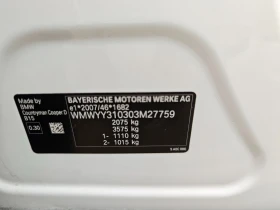 Made by
BMW
Countryman Cooper D
B15
0.30
BAYERISCHE MOTOREN WERKE AG
e1*2007/46*1682
WMWYY310303M27759
2075 kg
3575 kg
1- 1110 kg
2- 1015 kg